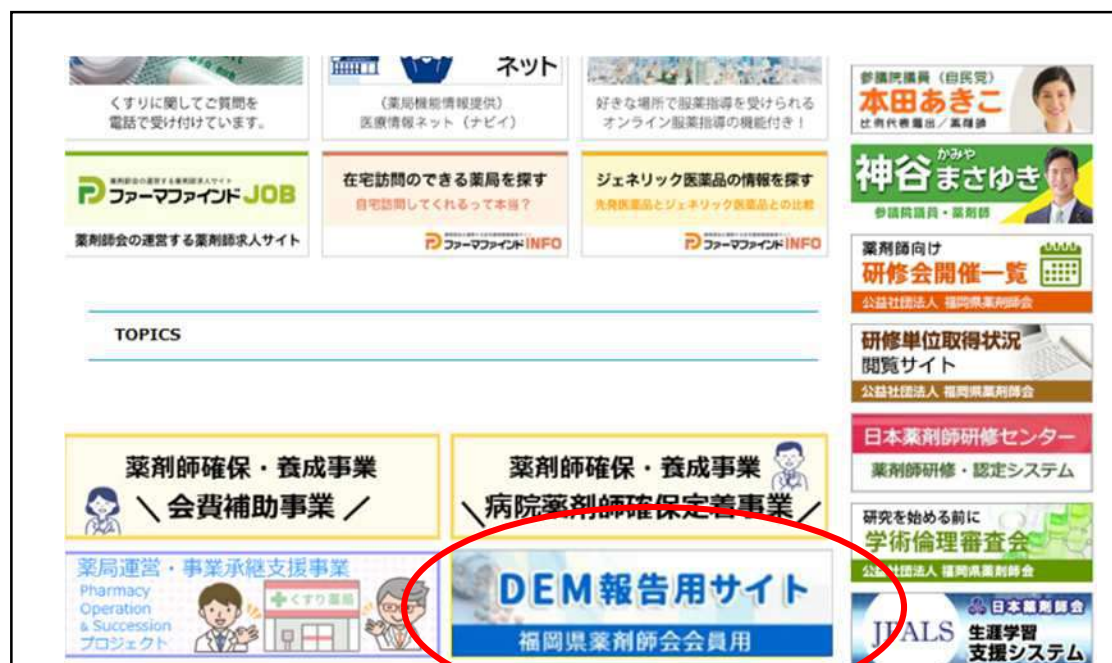 ネット
くすりに関してご質問を
電話で受け付けています。
(薬局機能情報提供)
医療情報ネット(ナビイ)
好きな場所で服薬指導を受けられる
オンライン服薬指導の機能付き！
ファーマファインド JOB
薬剤師会の運営する薬剤師求人サイト
在宅訪問のできる薬局を探す
自宅訪問してくれるって本当？
ファーマファインド INFO
ジェネリック医薬品の情報を探す
先発医薬品とジェネリック医薬品との比較
ファーマファインド INFO
TOPICS
薬剤師確保・養成事業
＼会費補助事業／
薬剤師確保・養成事業
＼病院薬剤師確保定着事業／
薬局運営・事業承継支援事業
Pharmacy
Operation
& Succession
プロジェクト
くすり薬局
DEM報告用サイト
福岡県薬剤師会会員用
参議院議員（自民党）
本田あきこ
比例代表選出／薬剤師
かみや
神谷まさゆき
参議院議員・薬剤師
薬剤師向け
研修会開催一覧
公益社団法人 福岡県薬剤師会
研修単位取得状況
閲覧サイト
公益社団法人 福岡県薬剤師会
日本薬剤師研修センター
薬剤師研修・認定システム
研究を始める前に
学術倫理審査会
公益社団法人 福岡県薬剤師会
日本薬剤師会
JPALS 生涯学習
支援システム